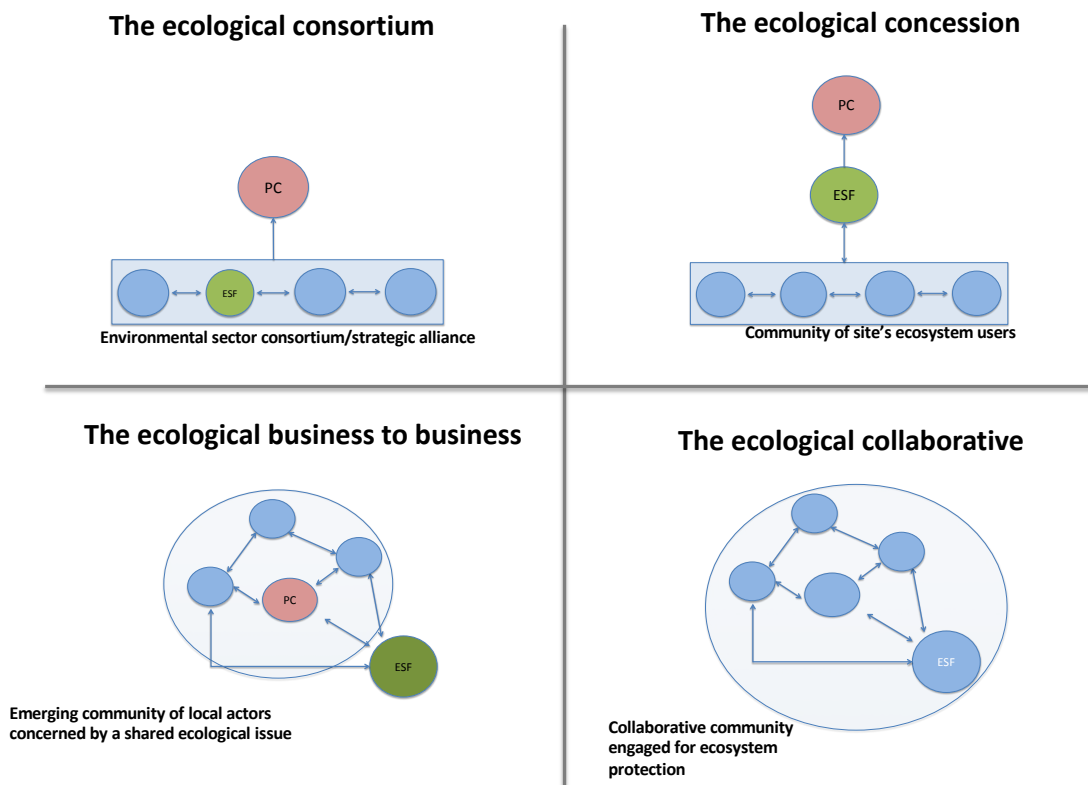 The ecological consortium
PC
ESF
Environmental sector consortium/strategic alliance
The ecological concession
PC
ESF
Community of site's ecosystem users
The ecological business to business
PC
ESF
Emerging community of local actors
concerned by a shared ecological issue
The ecological collaborative
ESF
Collaborative community
engaged for ecosystem
protection